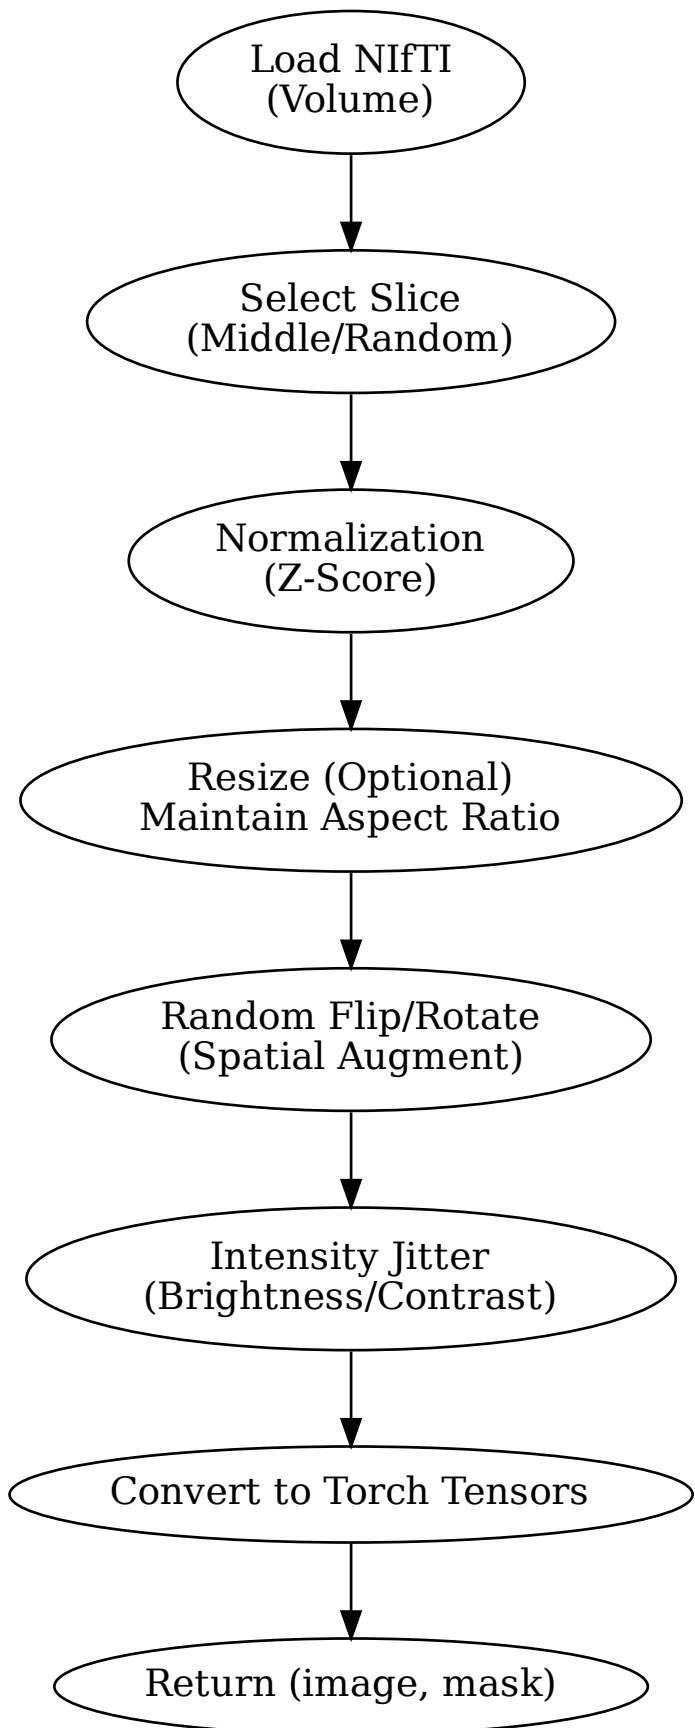 Load NIfTI
(Volume)
Select Slice
(Middle/Random)
Normalization
(Z-Score)
Resize (Optional)
Maintain Aspect Ratio
Random Flip/Rotate
(Spatial Augment)
Intensity Jitter
(Brightness/Contrast)
Convert to Torch Tensors
Return (image, mask)